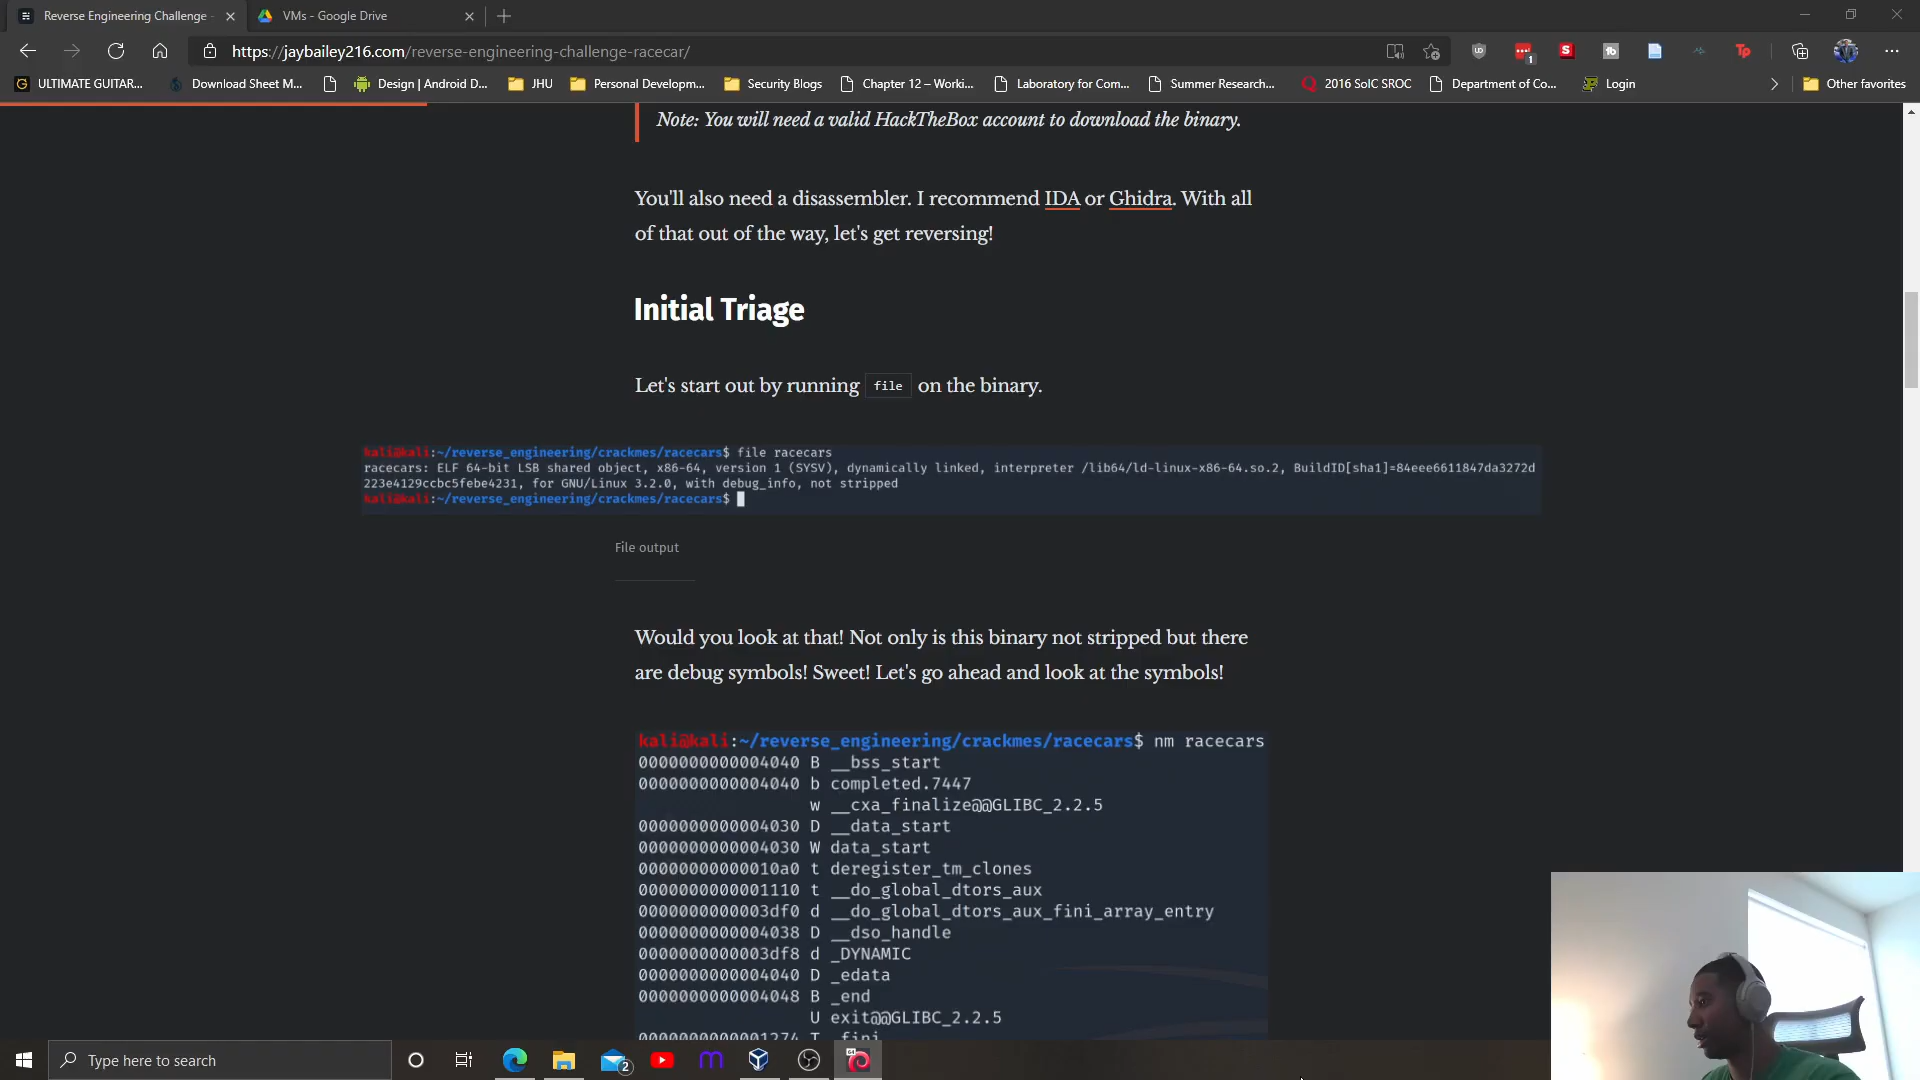 Reverse Engineering Challenge -
VMs - Google Drive
https://jaybailey216.com/reverse-engineering-challenge-racecar/
ULTIMATE GUITAR...
Download Sheet M...
Design | Android D...
JHU
Personal Developm...
Security Blogs
Chapter 12 – Worki...
Laboratory for Com...
Summer Research...
2016 SoIC SROC
Department of Co...
Login
Other favorites
Note: You will need a valid HackTheBox account to download the binary.
You'll also need a disassembler. I recommend IDA or Ghidra. With all
of that out of the way, let's get reversing!
Initial Triage
Let's start out by running file on the binary.
kali@kali:~/reverse_engineering/crackmes/racecars$ file racecars
racecars: ELF 64-bit LSB shared object, x86-64, version 1 (SYSV), dynamically linked, interpreter /lib64/ld-linux-x86-64.so.2, BuildID[sha1]=84eee6611847da3272d
223e4129ccbc5febe4231, for GNU/Linux 3.2.0, with debug_info, not stripped
kali@kali:~/reverse_engineering/crackmes/racecars$
File output
Would you look at that! Not only is this binary not stripped but there
are debug symbols! Sweet! Let's go ahead and look at the symbols!
kali@kali:~/reverse_engineering/crackmes/racecars$ nm racecars
0000000000004040 B __bss_start
0000000000004040 b completed.7447
w __cxa_finalize@@GLIBC_2.2.5
0000000000004030 D __data_start
0000000000004030 W data_start
00000000000010a0 t deregister_tm_clones
0000000000001110 t __do_global_dtors_aux
0000000000003df0 d __do_global_dtors_aux_fini_array_entry
0000000000004038 D __dso_handle
0000000000003df8 d _DYNAMIC
0000000000004040 D _edata
0000000000004048 B _end
U exit@@GLIBC_2.2.5
0000000000001274 T _fini
Type here to search
2
64